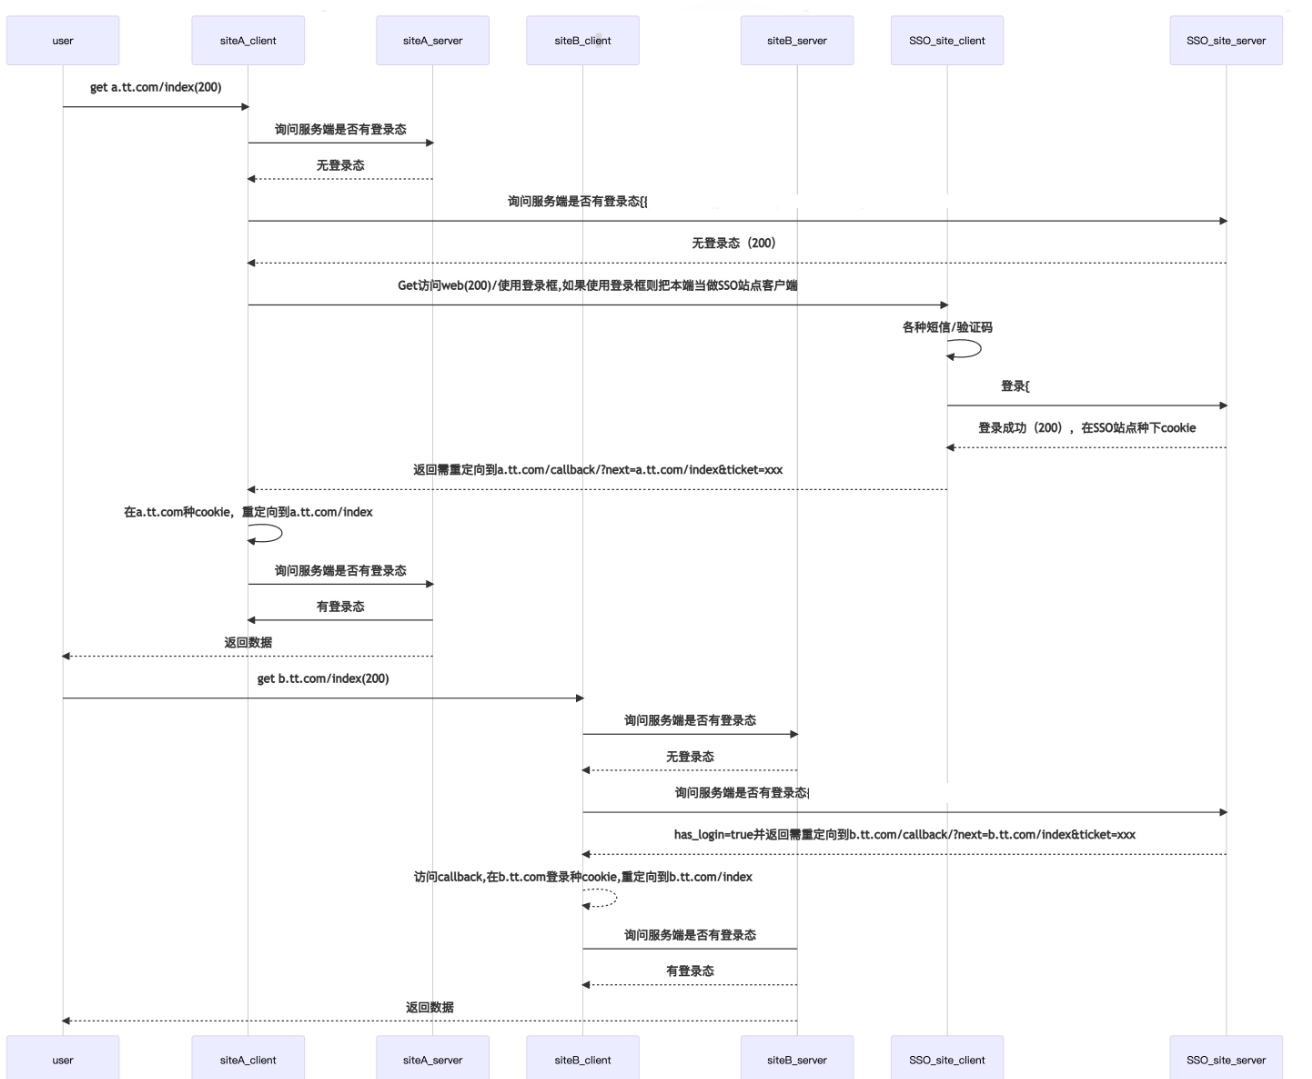 user
siteA_client
siteA_server
siteB_client
siteB_server
SSO_site_client
SSO_site_server
get a.tt.com/index(200)
询问服务端是否有登录态
无登录态
询问服务端是否有登录态{{
无登录态（200）
Get访问web(200)/使用登录框,如果使用登录框则把本端当做SSO站点客户端
各种短信/验证码
登录{
登录成功（200），在SSO站点种下cookie
返回需重定向到a.tt.com/callback/?next=a.tt.com/index&ticket=xxx
在a.tt.com种cookie，重定向到a.tt.com/index
询问服务端是否有登录态
有登录态
返回数据
get b.tt.com/index(200)
询问服务端是否有登录态
无登录态
询问服务端是否有登录态{
has_login=true并返回需重定向到b.tt.com/callback/?next=b.tt.com/index&ticket=xxx
访问callback,在b.tt.com登录种cookie,重定向到b.tt.com/index
询问服务端是否有登录态
有登录态
返回数据
user
siteA_client
siteA_server
siteB_client
siteB_server
SSO_site_client
SSO_site_server